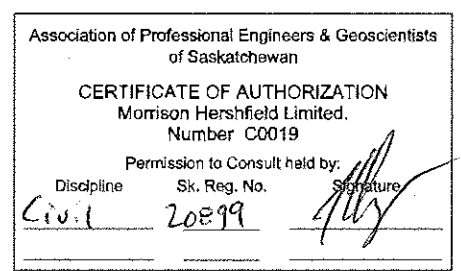 Association of Professional Engineers & Geoscientists
of Saskatchewan
CERTIFICATE OF AUTHORIZATION
Morrison Hershfield Limited.
Number C0019
Permission to Consult held by:
Discipline Sk. Reg. No. Signature
Civil 20899